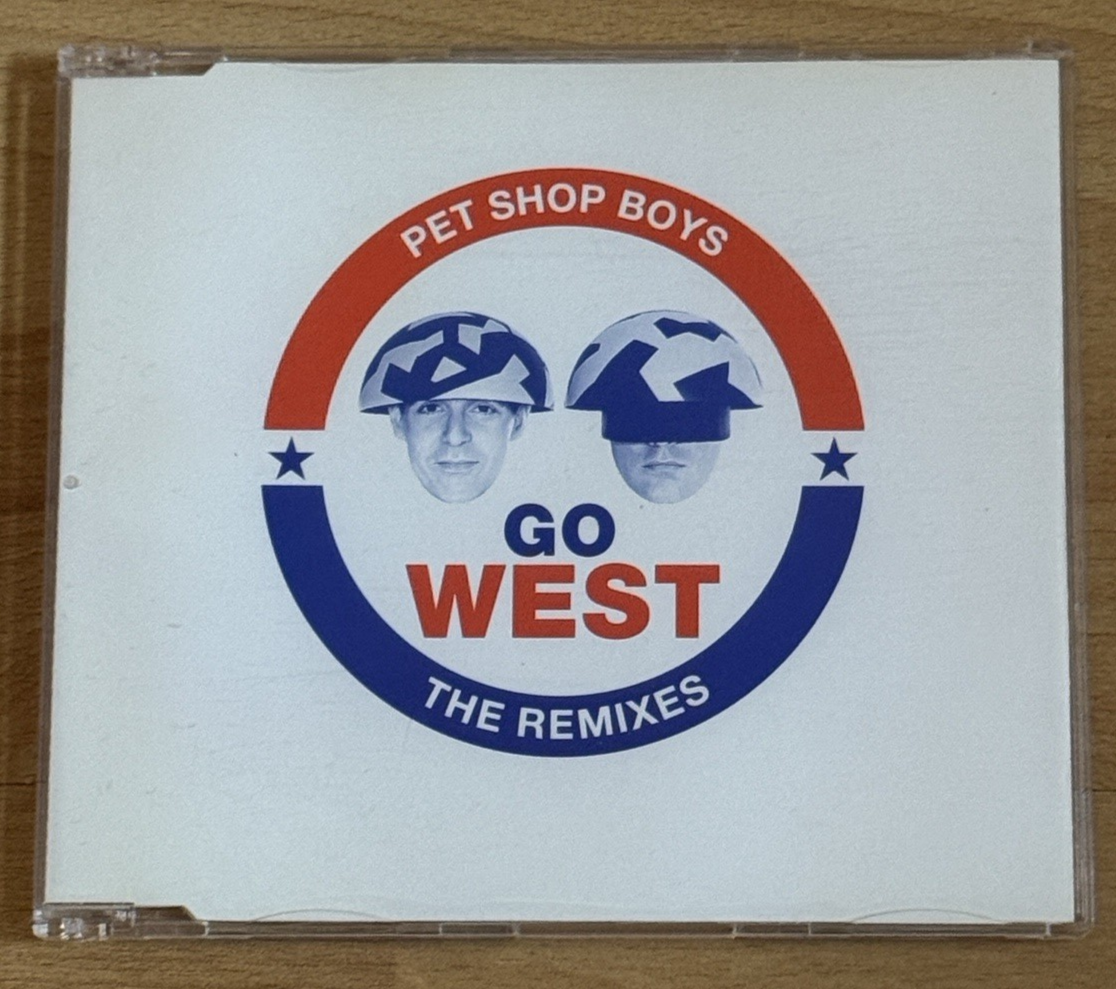 PET SHOP BOYS
GO
WEST
THE REMIXES